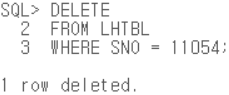 SQL> DELETE
  2  FROM LHTBL
  3  WHERE SNO = 11054;
1 row deleted.